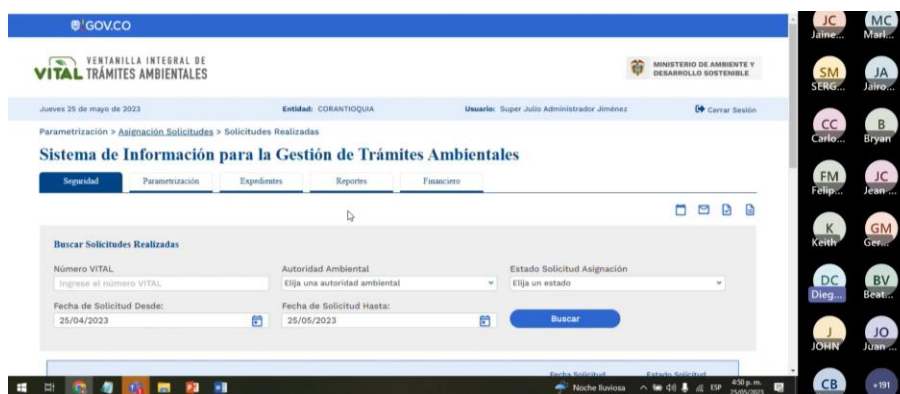 GOV.CO
VITAL VENTANILLA INTEGRAL DE TRÁMITES AMBIENTALES
MINISTERIO DE AMBIENTE Y
DESARROLLO SOSTENIBLE
Jueves 25 de mayo de 2023 Entidad: CORANTIOQUIA Usuario: Super Julio Administrador Jiménez Cerrar Sesión
Parametrización > Asignación Solicitudes > Solicitudes Realizadas
Sistema de Información para la Gestión de Trámites Ambientales
Seguridad Parametrización Expedientes Reportes Financiero
Buscar Solicitudes Realizadas
Número VITAL Autoridad Ambiental Estado Solicitud Asignación
Ingrese el número VITAL Elija una autoridad ambiental Elija un estado
Fecha de Solicitud Desde: Fecha de Solicitud Hasta:
25/04/2023 25/05/2023 Buscar
Fecha Solicitud Estado Solicitud
Noche lluviosa ESP 4:50 p. m.
25/05/2023
JC MC
Jaine... Marl...
SM JA
SERG... Jairo...
CC B
Carlo... Bryan
FM JC
Felip... Jean ...
K GM
Keith Ger...
DC BV
Dieg... Beat...
J JO
JOHN Juan ...
CB +191